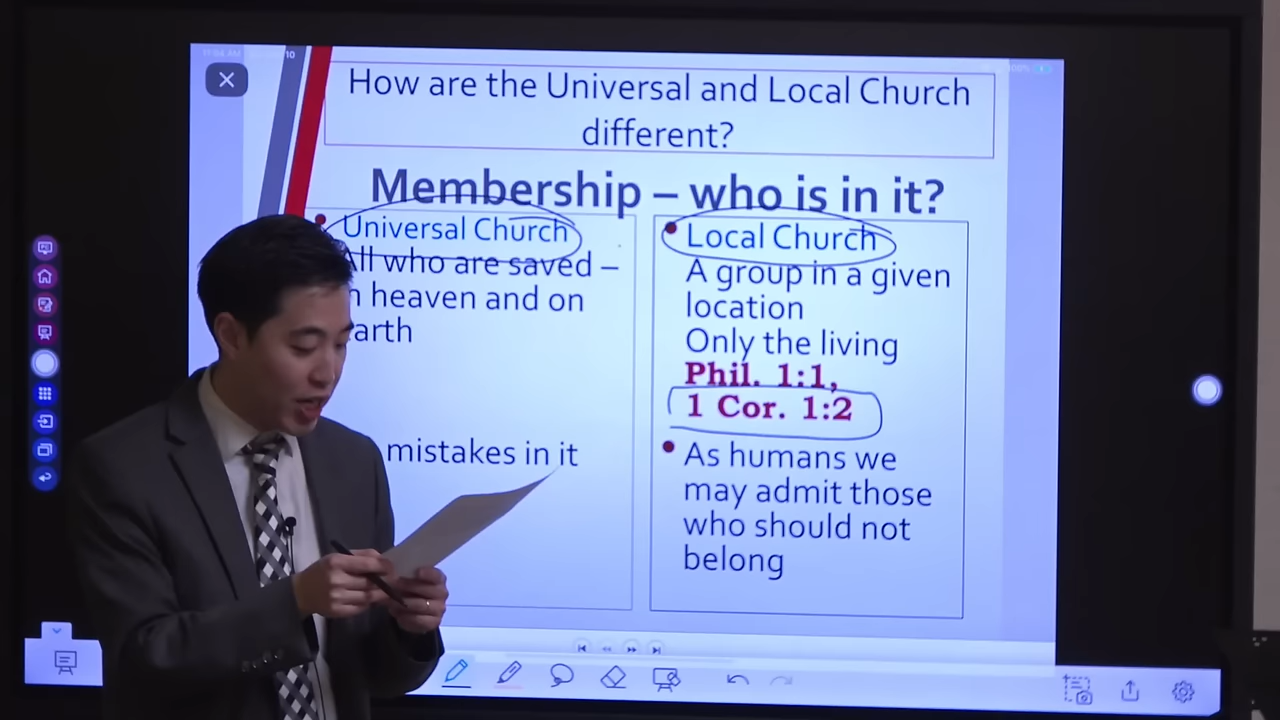 How are the Universal and Local Church
different?
Membership – who is in it?
Universal Church
All who are saved –
heaven and on
mistakes in it
Local Church
A group in a given
location
Only the living
Phil. 1:1,
1 Cor. 1:2
As humans we
may admit those
who should not
belong